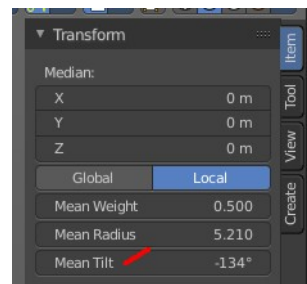 Transform
Median:
X 0 m
Y 0 m
Z 0 m
Global Local
Mean Weight 0.500
Mean Radius 5.210
Mean Tilt -134°
Item
Tool
View
Create